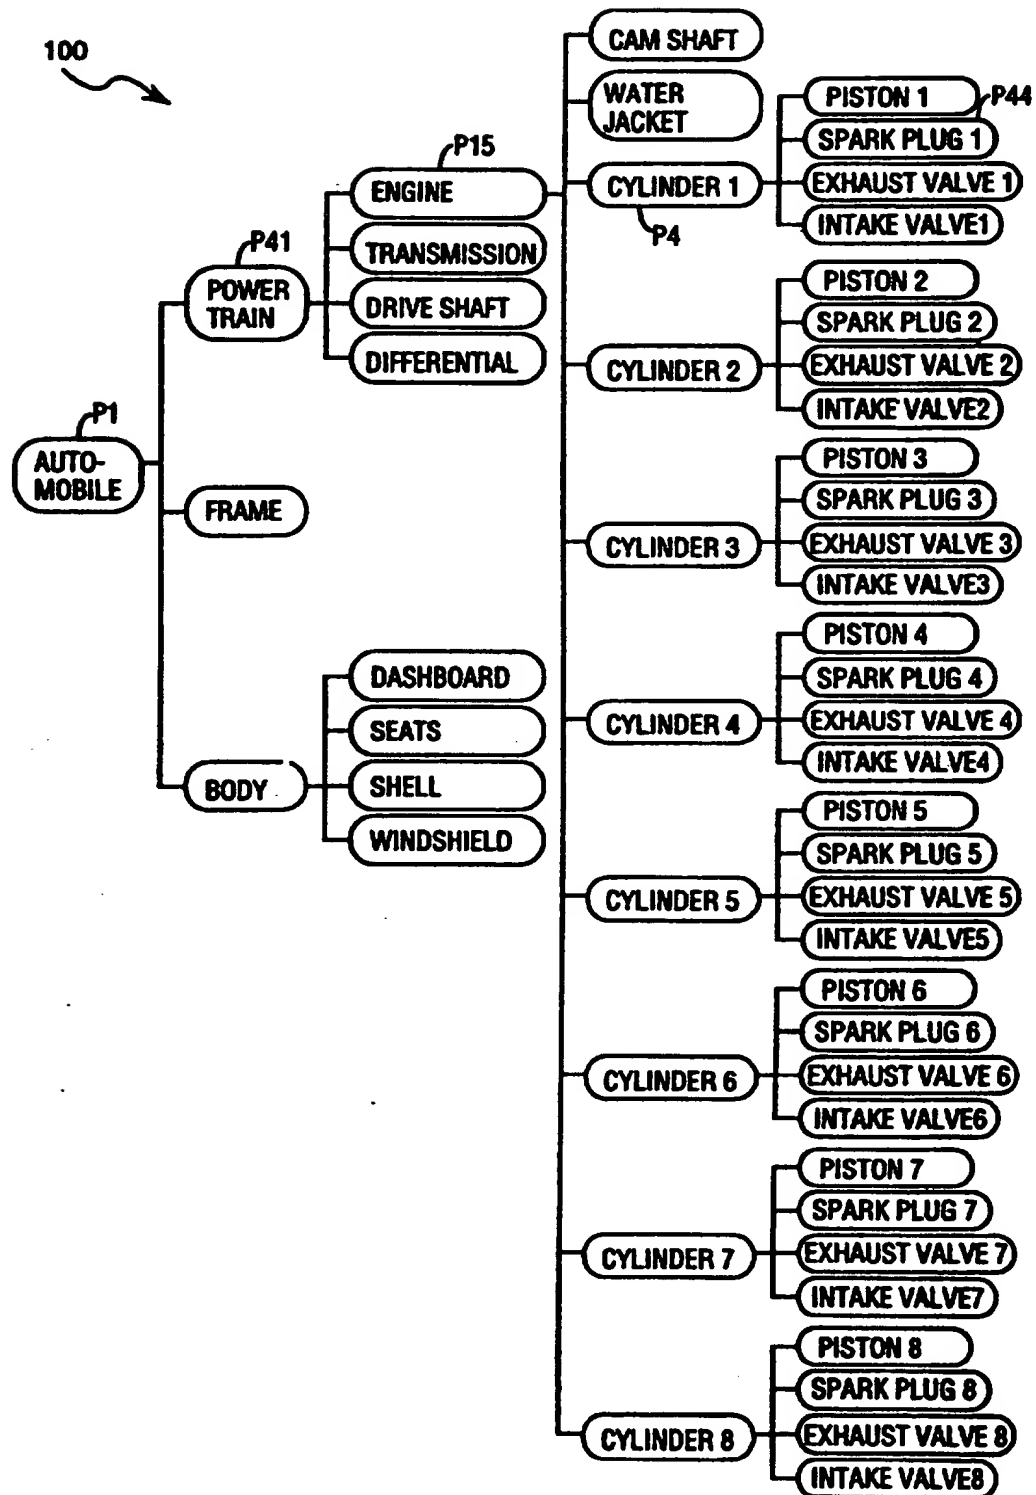 100
CAM SHAFT
WATER
JACKET
PISTON 1
P44
SPARK PLUG 1
P15
ENGINE
CYLINDER 1
EXHAUST VALVE 1
P4
INTAKE VALVE1
P41
TRANSMISSION
POWER
TRAIN
DRIVE SHAFT
DIFFERENTIAL
PISTON 2
SPARK PLUG 2
CYLINDER 2
EXHAUST VALVE 2
INTAKE VALVE2
P1
AUTO-
MOBILE
FRAME
PISTON 3
SPARK PLUG 3
CYLINDER 3
EXHAUST VALVE 3
INTAKE VALVE3
BODY
DASHBOARD
SEATS
SHELL
WINDSHIELD
PISTON 4
SPARK PLUG 4
CYLINDER 4
EXHAUST VALVE 4
INTAKE VALVE4
PISTON 5
SPARK PLUG 5
CYLINDER 5
EXHAUST VALVE 5
INTAKE VALVE5
PISTON 6
SPARK PLUG 6
CYLINDER 6
EXHAUST VALVE 6
INTAKE VALVE6
PISTON 7
SPARK PLUG 7
CYLINDER 7
EXHAUST VALVE 7
INTAKE VALVE7
PISTON 8
SPARK PLUG 8
CYLINDER 8
EXHAUST VALVE 8
INTAKE VALVE8